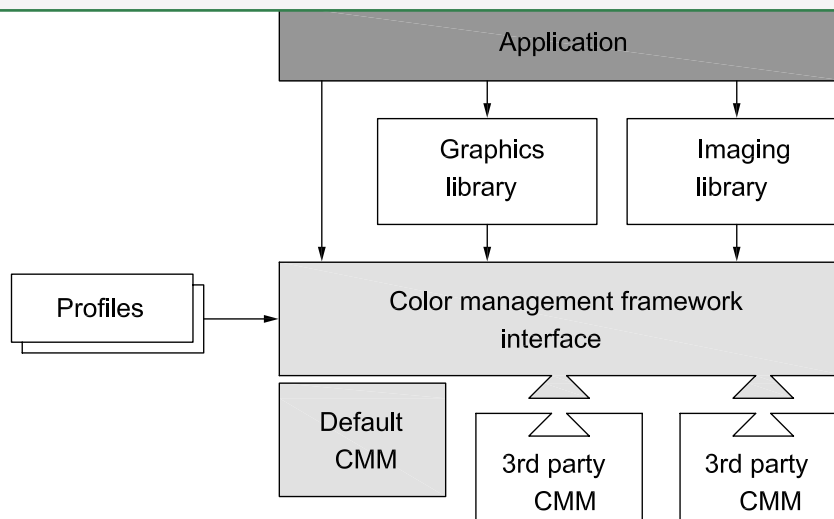 Application
Graphics
library
Imaging
library
Profiles
Color management framework
interface
Default
CMM
3rd party
CMM
3rd party
CMM